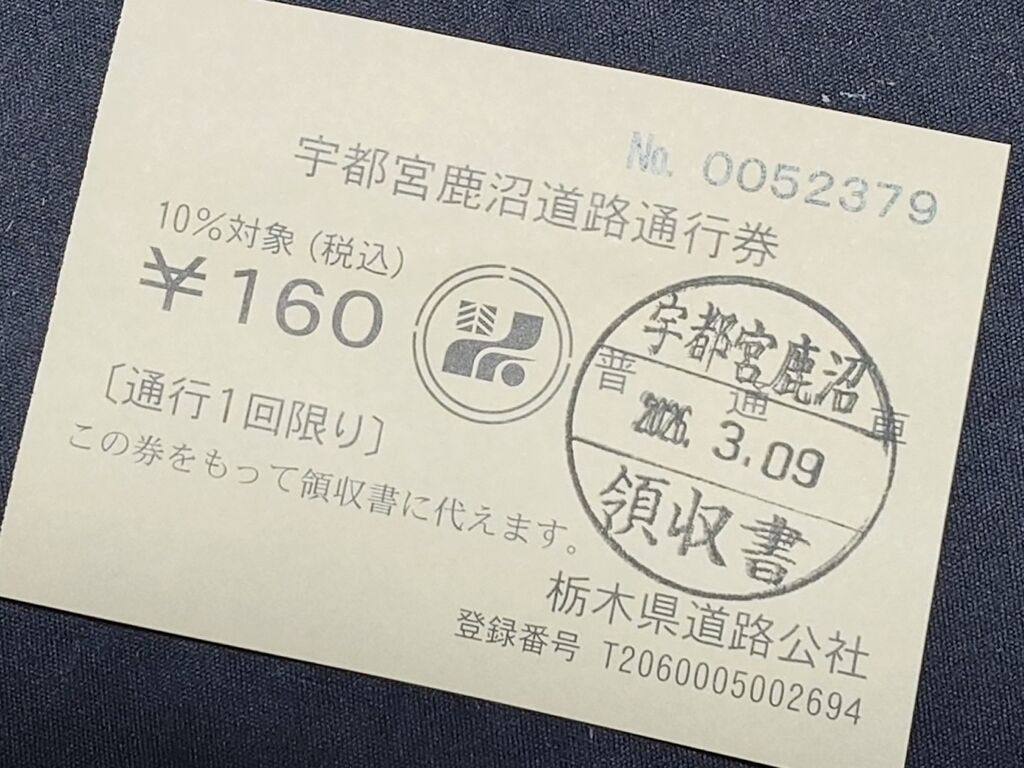 No. 0052379
宇都宮鹿沼道路通行券
10%対象(税込)
¥160
〔通行1回限り〕
この券をもって領収書に代えます。
宇都宮鹿沼
普通車
2026. 3.09
領収書
栃木県道路公社
登録番号 T2060005002694